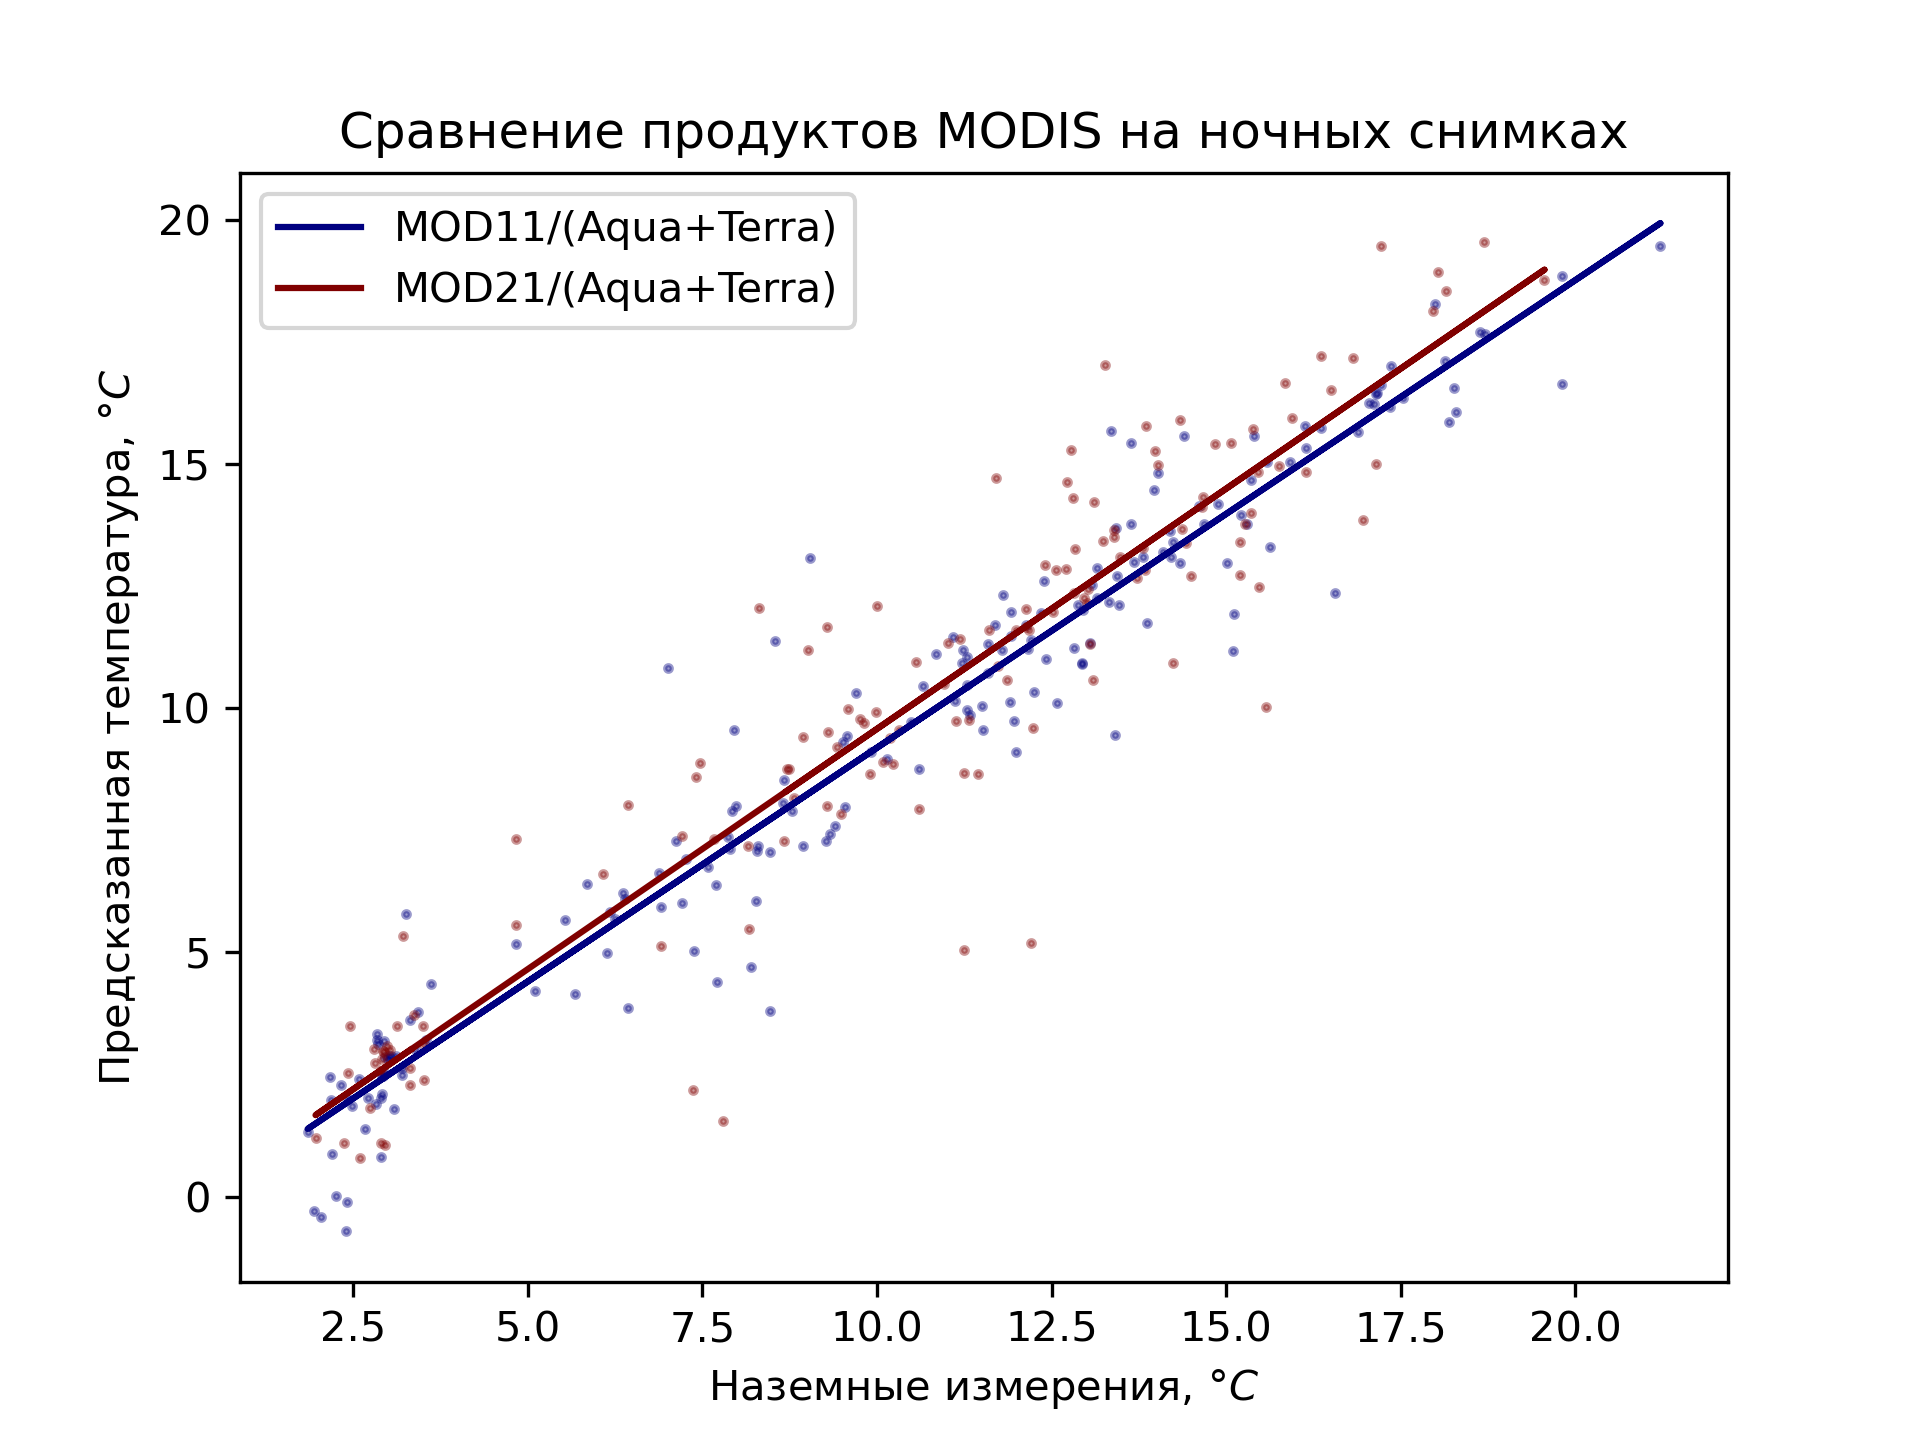 Сравнение продуктов MODIS на ночных снимках
MOD11/(Aqua+Terra)
MOD21/(Aqua+Terra)
Предсказанная температура, °C
20
15
10
5
0
2.5 5.0 7.5 10.0 12.5 15.0 17.5 20.0
Наземные измерения, °C